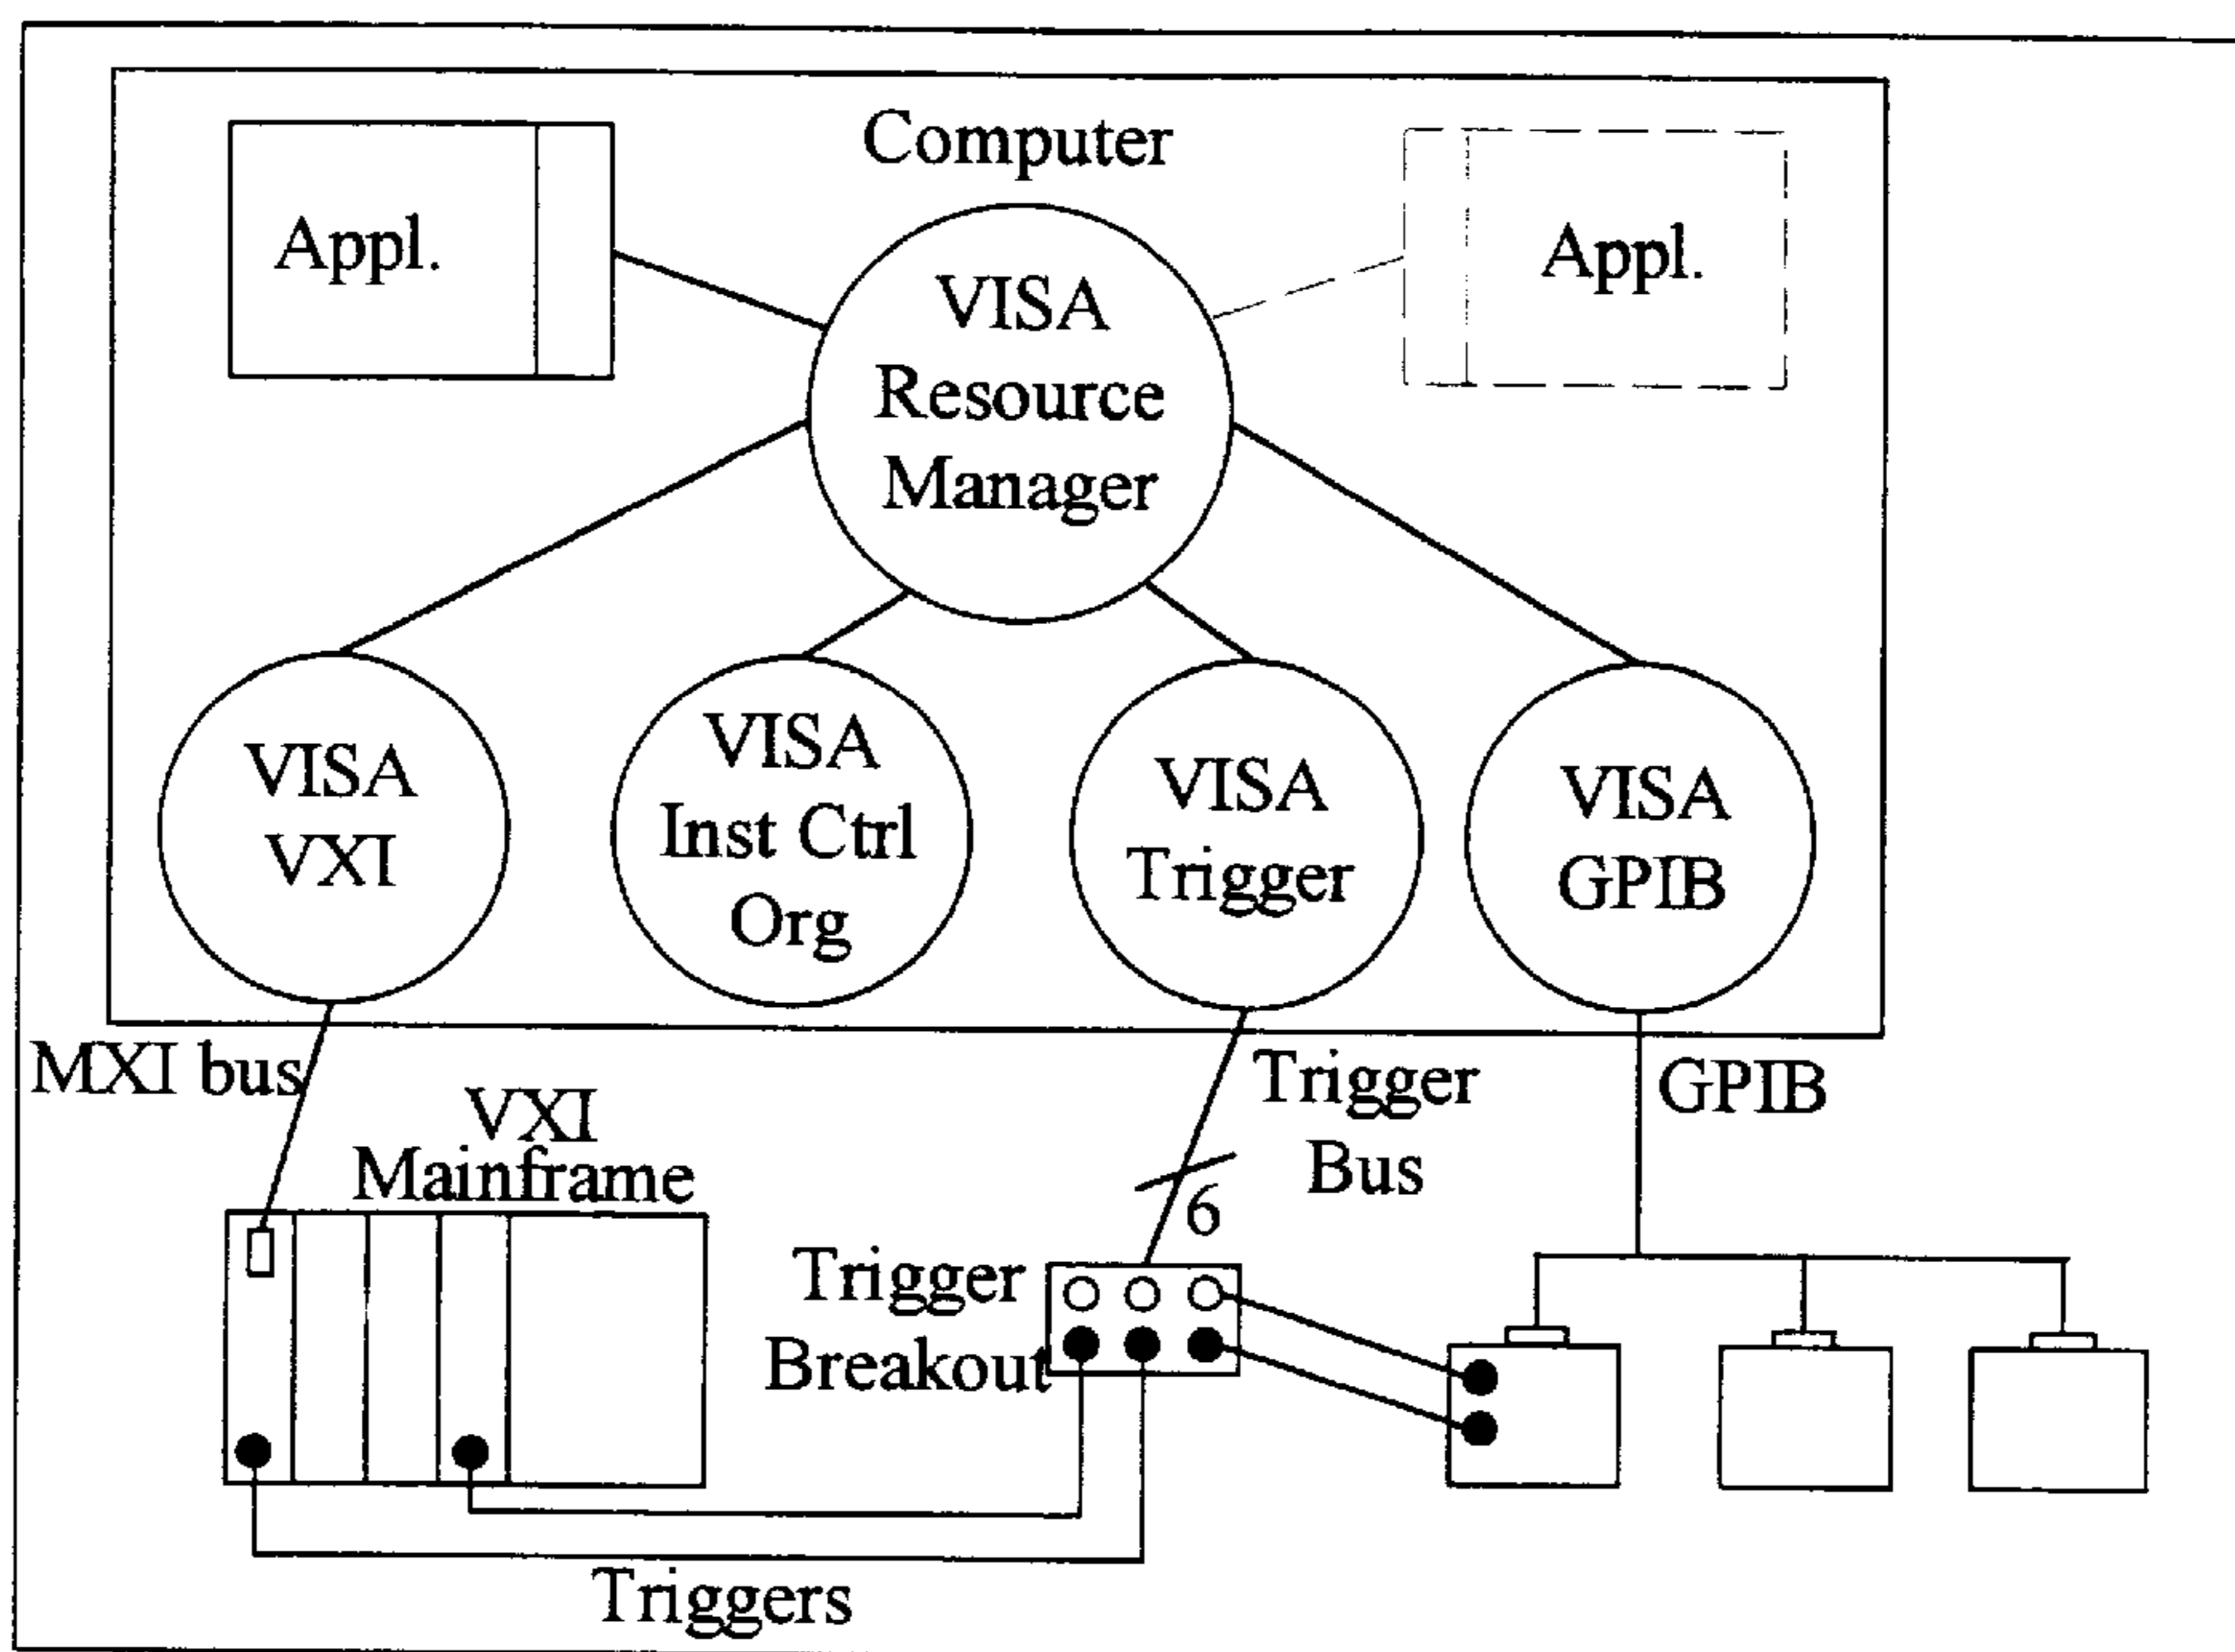 Computer
Appl.
Appl.
VISA
Resource
Manager
VISA
VXI
VISA
Inst Ctrl
Org
VISA
Trigger
VISA
GPIB
MXI bus
VXI
Mainframe
Trigger
Bus
6
GPIB
Trigger
Breakout
Triggers